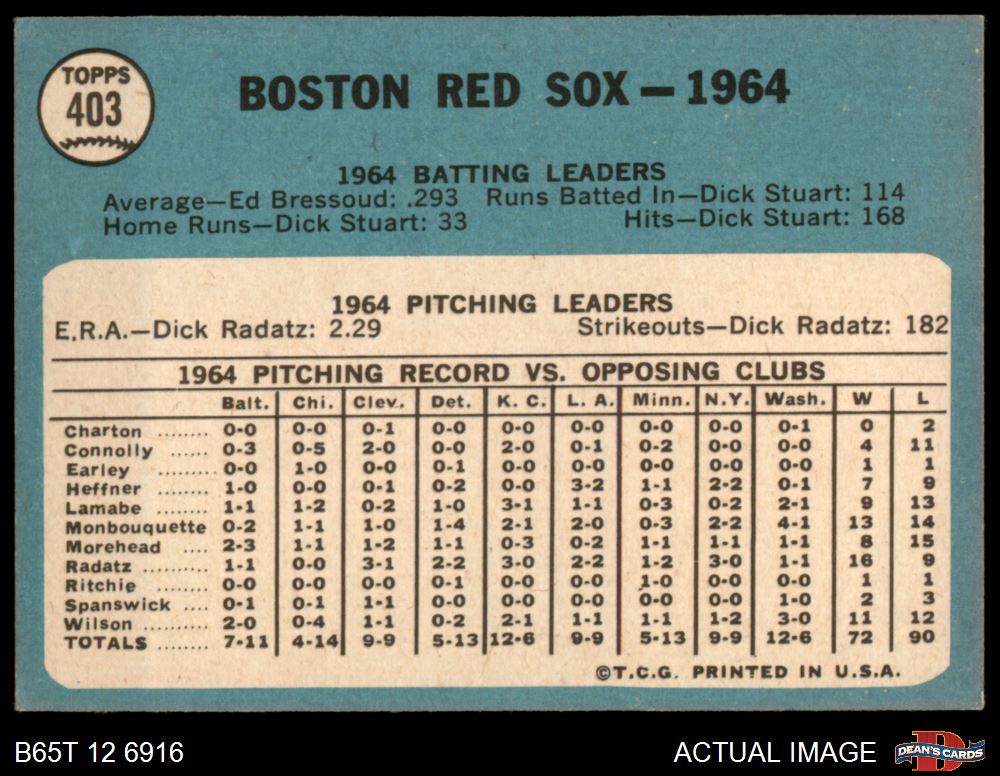 TOPPS
403
BOSTON RED SOX — 1964
1964 BATTING LEADERS
Average—Ed Bressoud: .293 Runs Batted In—Dick Stuart: 114
Home Runs—Dick Stuart: 33 Hits—Dick Stuart: 168
1964 PITCHING LEADERS
E.R.A.—Dick Radatz: 2.29 Strikeouts—Dick Radatz: 182
1964 PITCHING RECORD VS. OPPOSING CLUBS
Balt. Chi. Clev. Det. K. C. L. A. Minn. N.Y. Wash. W L
Charton ........ 0-0 0-0 0-1 0-0 0-0 0-0 0-0 0-0 0-1 0 2
Connolly ...... 0-3 0-5 2-0 0-0 2-0 0-1 0-2 0-0 0-0 4 11
Earley .......... 0-0 1-0 0-0 0-1 0-0 0-0 0-0 0-0 0-0 1 1
Heffner ......... 1-0 0-0 0-1 0-2 0-0 3-2 1-1 2-2 0-1 7 9
Lamabe ........ 1-1 1-2 0-2 1-0 3-1 1-1 0-3 0-2 2-1 9 13
Monbouquette 0-2 1-1 1-0 1-4 2-1 2-0 0-3 2-2 4-1 13 14
Morehead .... 2-3 1-1 1-2 1-1 0-3 0-2 1-1 1-1 1-1 8 15
Radatz .......... 1-1 0-0 3-1 2-2 3-0 2-2 1-2 3-0 1-1 16 9
Ritchie ......... 0-0 0-0 0-0 0-1 0-0 0-0 1-0 0-0 0-0 1 1
Spanswick .... 0-1 0-1 1-1 0-0 0-0 0-0 0-0 0-0 1-0 2 3
Wilson .......... 2-0 0-4 1-1 0-2 2-1 1-1 1-1 1-2 3-0 11 12
TOTALS ........ 7-11 4-14 9-9 5-13 12-6 9-9 5-13 9-9 12-6 72 90
©T.C.G. PRINTED IN U.S.A.
B65T 12 6916 ACTUAL IMAGE DEAN'S CARDS